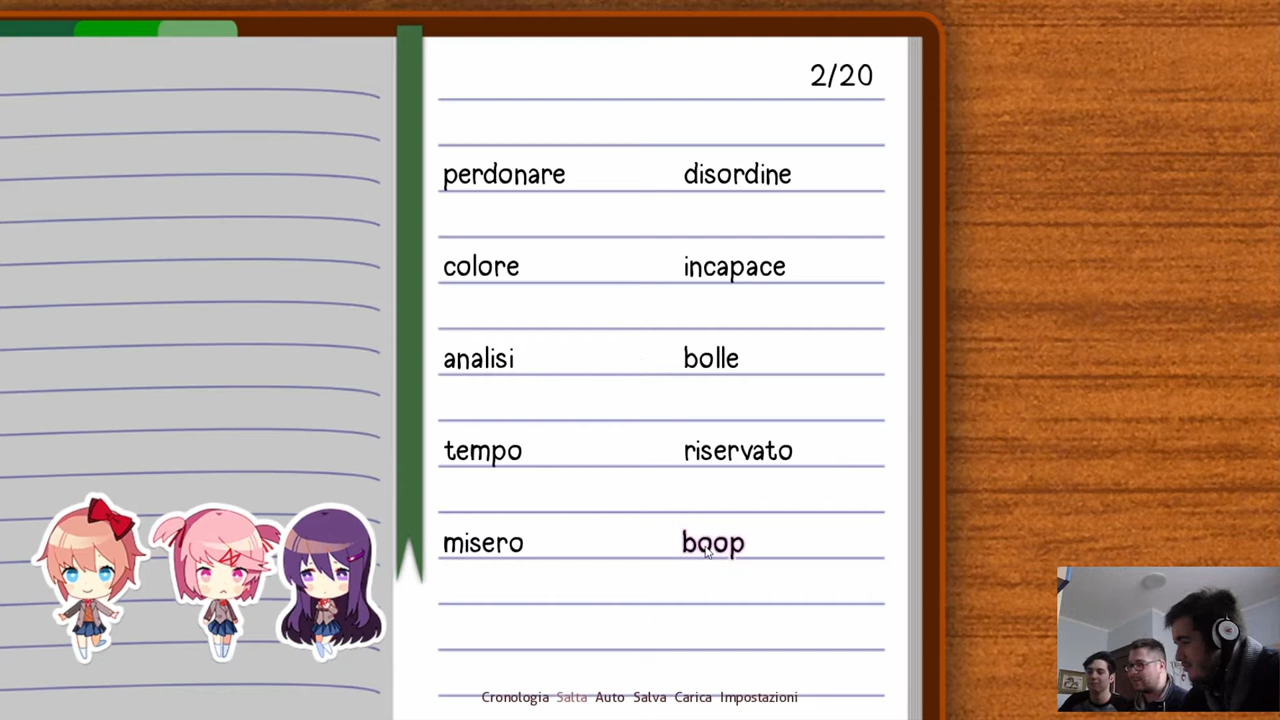 2/20
perdonare disordine
colore incapace
analisi bolle
tempo riservato
misero boop
Cronologia Salta Auto Salva Carica Impostazioni